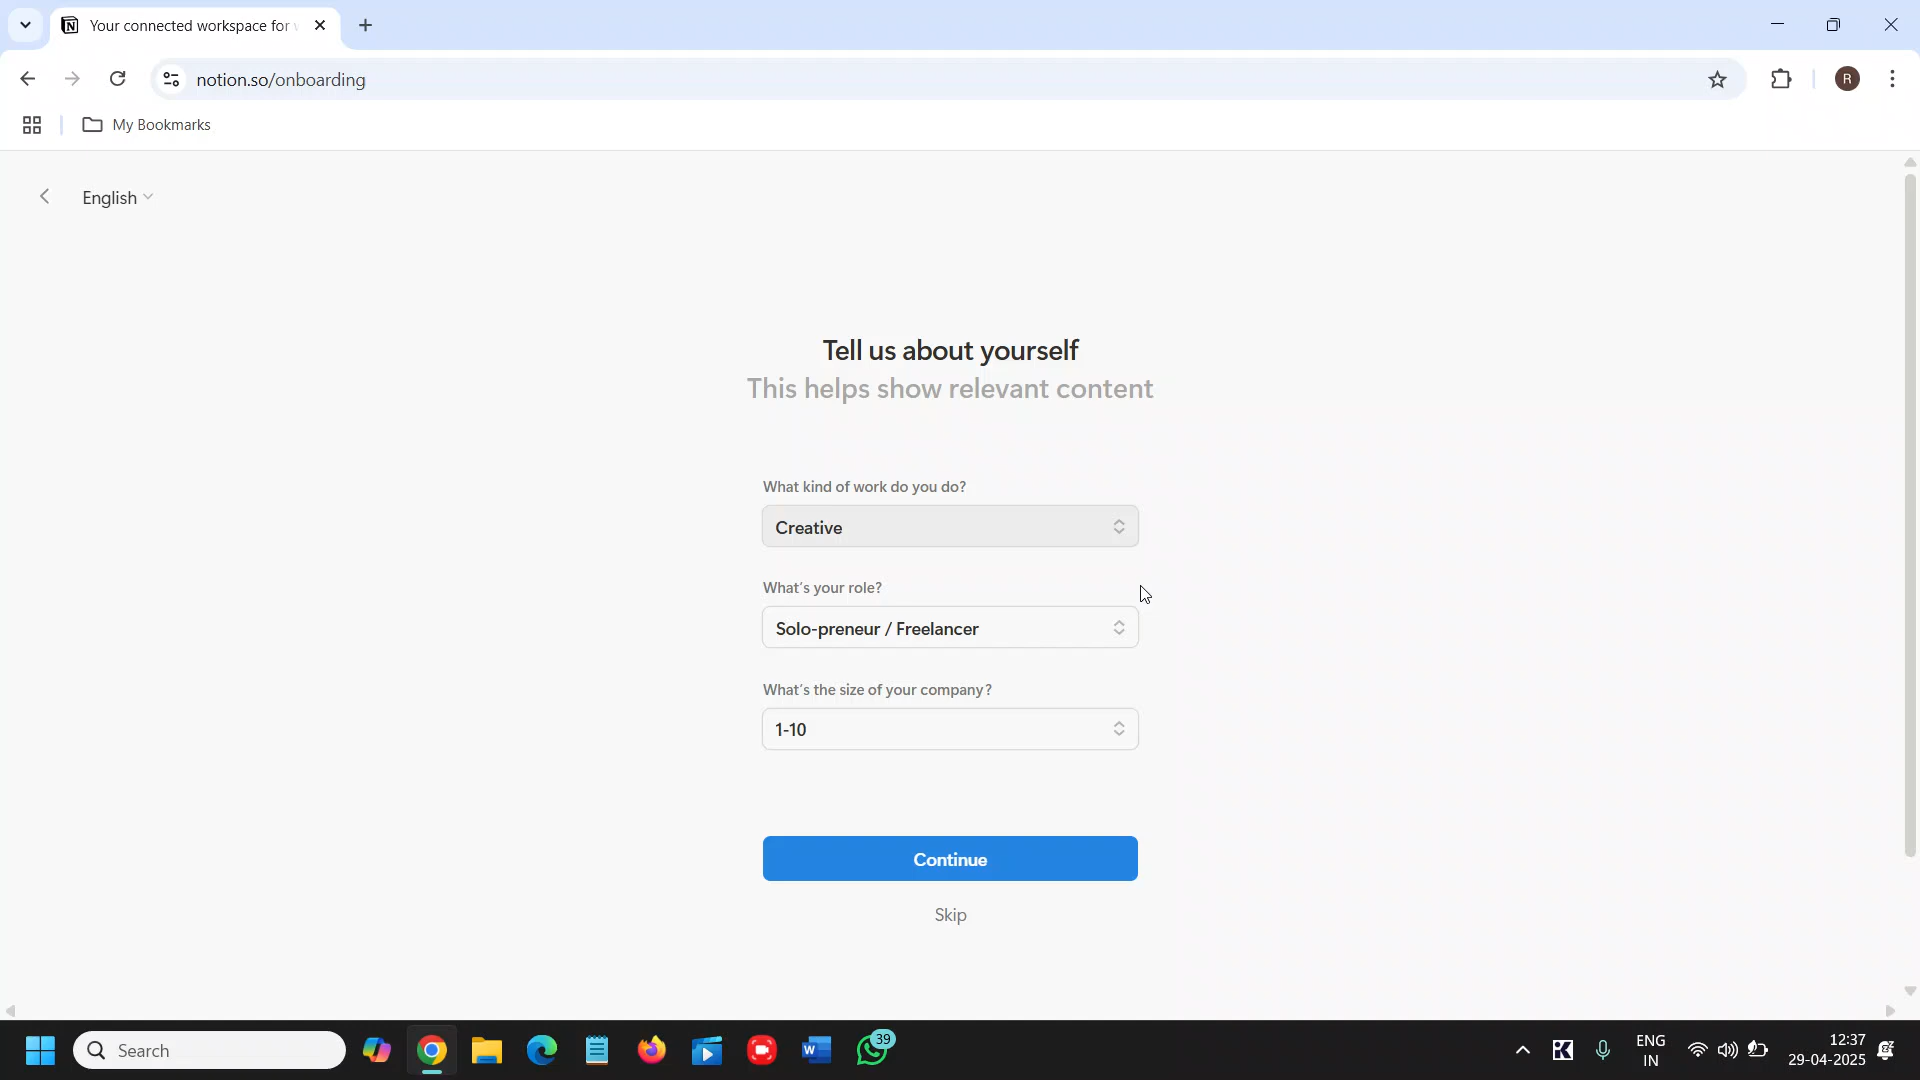 Your connected workspace for
notion.so/onboarding
R
My Bookmarks
English
Tell us about yourself
This helps show relevant content
What kind of work do you do?
Creative
What's your role?
Solo-preneur / Freelancer
What's the size of your company?
1-10
Continue
Skip
Search
39
ENG
IN
12:37
29-04-2025